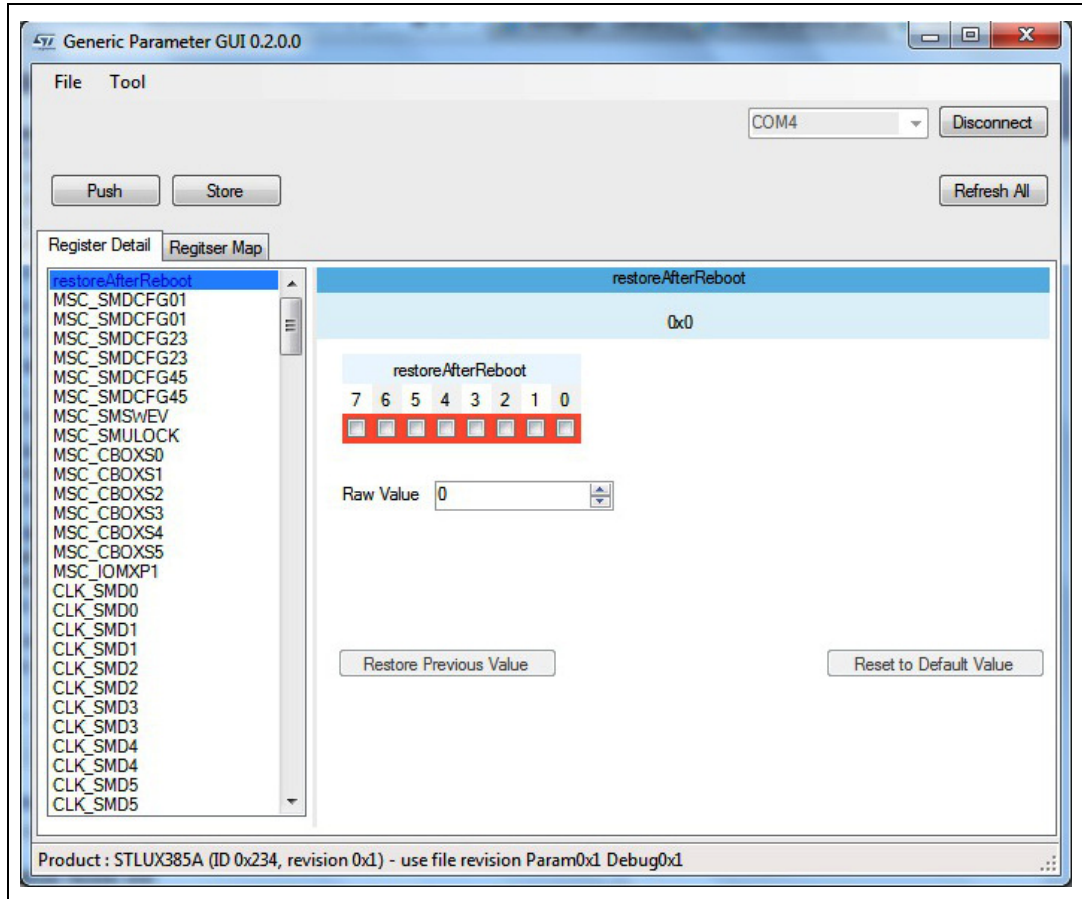 Generic Parameter GUI 0.2.0.0
File Tool
COM4 Disconnect
Push Store Refresh All
Register Detail Regitser Map
restoreAfterReboot
MSC_SMDCFG01
MSC_SMDCFG01
MSC_SMDCFG23
MSC_SMDCFG23
MSC_SMDCFG45
MSC_SMDCFG45
MSC_SMSWEV
MSC_SMULOCK
MSC_CBOXS0
MSC_CBOXS1
MSC_CBOXS2
MSC_CBOXS3
MSC_CBOXS4
MSC_CBOXS5
MSC_IOMXP1
CLK_SMD0
CLK_SMD0
CLK_SMD1
CLK_SMD1
CLK_SMD2
CLK_SMD2
CLK_SMD3
CLK_SMD3
CLK_SMD4
CLK_SMD4
CLK_SMD5
CLK_SMD5
restoreAfterReboot
0x0
restoreAfterReboot
7 6 5 4 3 2 1 0
Raw Value 0
Restore Previous Value Reset to Default Value
Product : STLUX385A (ID 0x234, revision 0x1) - use file revision Param0x1 Debug0x1